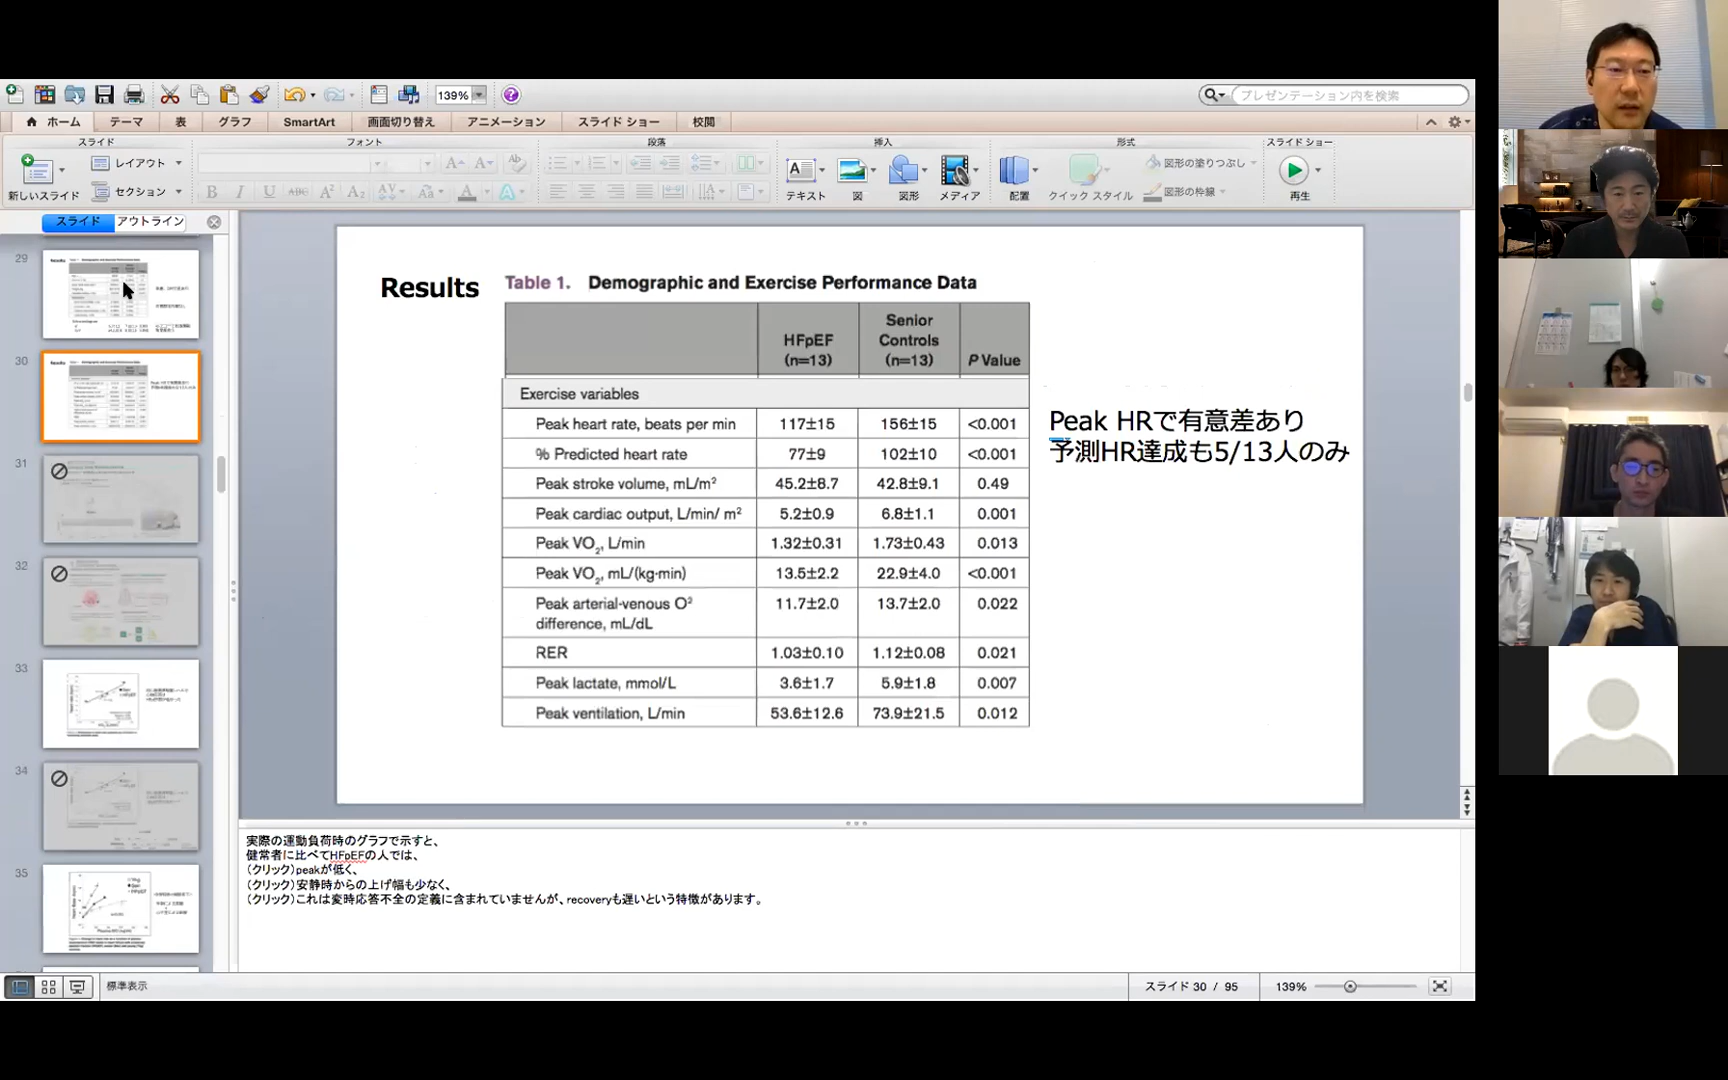 139%
プレゼンテーション内を検索
ホーム
テーマ
表
グラフ
SmartArt
画面切り替え
アニメーション
スライド ショー
校閲
スライド
フォント
段落
挿入
形式
スライド ショー
新しいスライド
レイアウト
セクション
テキスト
図
図形
メディア
配置
クイック スタイル
図形の塗りつぶし
図形の枠線
再生
スライド
アウトライン
29
30
31
32
33
34
35
Results
Table 1. Demographic and Exercise Performance Data
HFpEF (n=13) Senior Controls (n=13) P Value
Exercise variables
Peak heart rate, beats per min 117±15 156±15 <0.001
% Predicted heart rate 77±9 102±10 <0.001
Peak stroke volume, mL/m² 45.2±8.7 42.8±9.1 0.49
Peak cardiac output, L/min/ m² 5.2±0.9 6.8±1.1 0.001
Peak VO₂, L/min 1.32±0.31 1.73±0.43 0.013
Peak VO₂, mL/(kg·min) 13.5±2.2 22.9±4.0 <0.001
Peak arterial-venous O² difference, mL/dL 11.7±2.0 13.7±2.0 0.022
RER 1.03±0.10 1.12±0.08 0.021
Peak lactate, mmol/L 3.6±1.7 5.9±1.8 0.007
Peak ventilation, L/min 53.6±12.6 73.9±21.5 0.012
Peak HRで有意差あり
予測HR達成も5/13人のみ
実際の運動負荷時のグラフで示すと、
健常者に比べてHFpEFの人では、
(クリック)peakが低く、
(クリック)安静時からの上げ幅も少なく、
(クリック)これは変時応答不全の定義に含まれていませんが、recoveryも遅いという特徴があります。
標準表示
スライド 30 / 95
139%